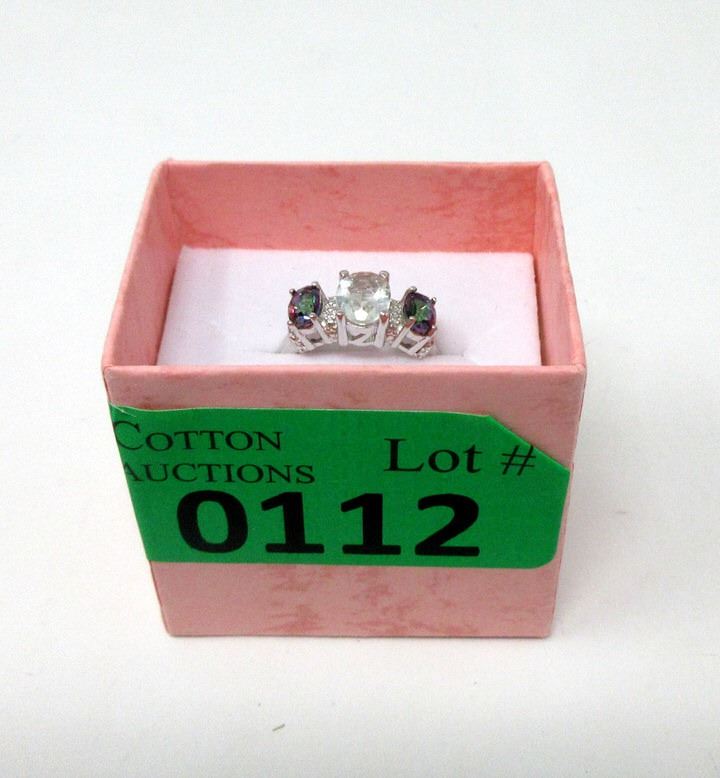 COTTON
AUCTIONS
Lot #
0112